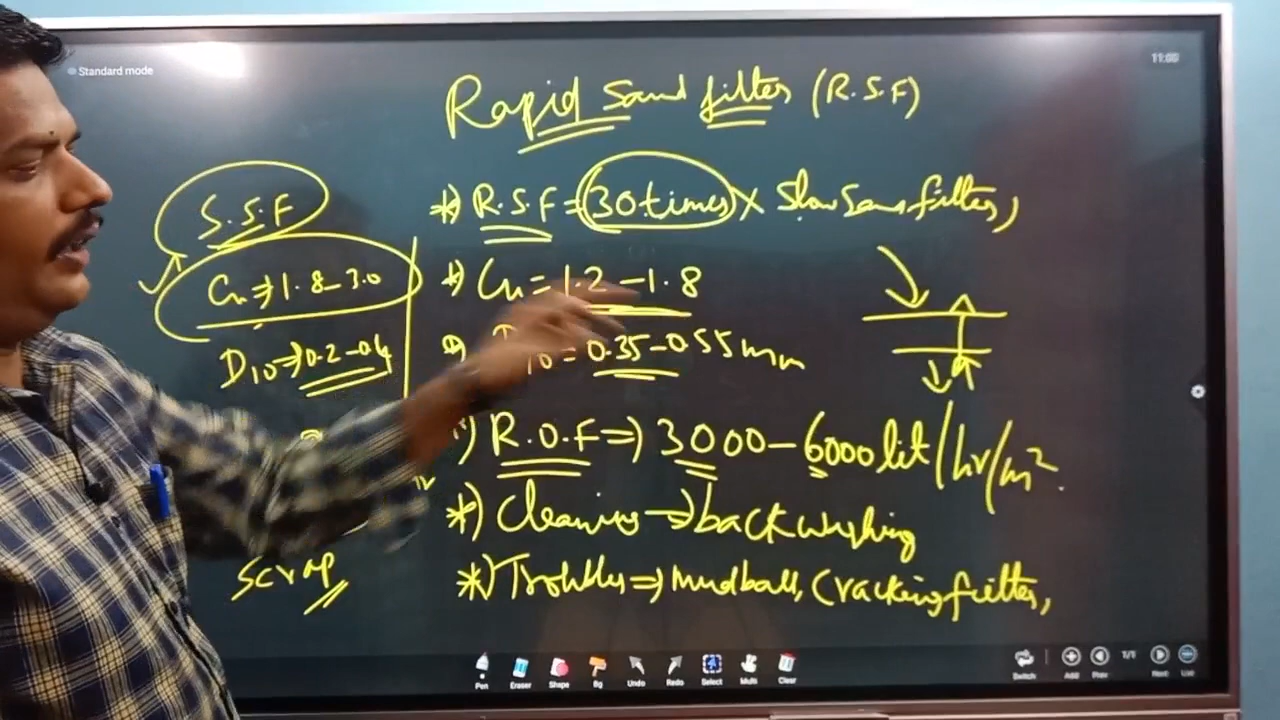 Standard mode
11:00
Rapid Sand filter (R.S.F)
S.S.F
Cu ⇒ 1.8-3.0
D10 ⇒ 0.2-0.4
Scrap
*) R.S.F = 30 times × Slow Sand filter,
*) Cu = 1.2 - 1.8
10 = 0.35 - 0.55mm
) R.O.F ⇒ 3000 - 6000 lit/hr/m².
*) Cleaning ⇒ back washing
*) Troubles ⇒ mudball, Cracking filter,
Pen Eraser Shape Bg Undo Redo Select Multi Clear
Switch Add Prev 1/1 Next